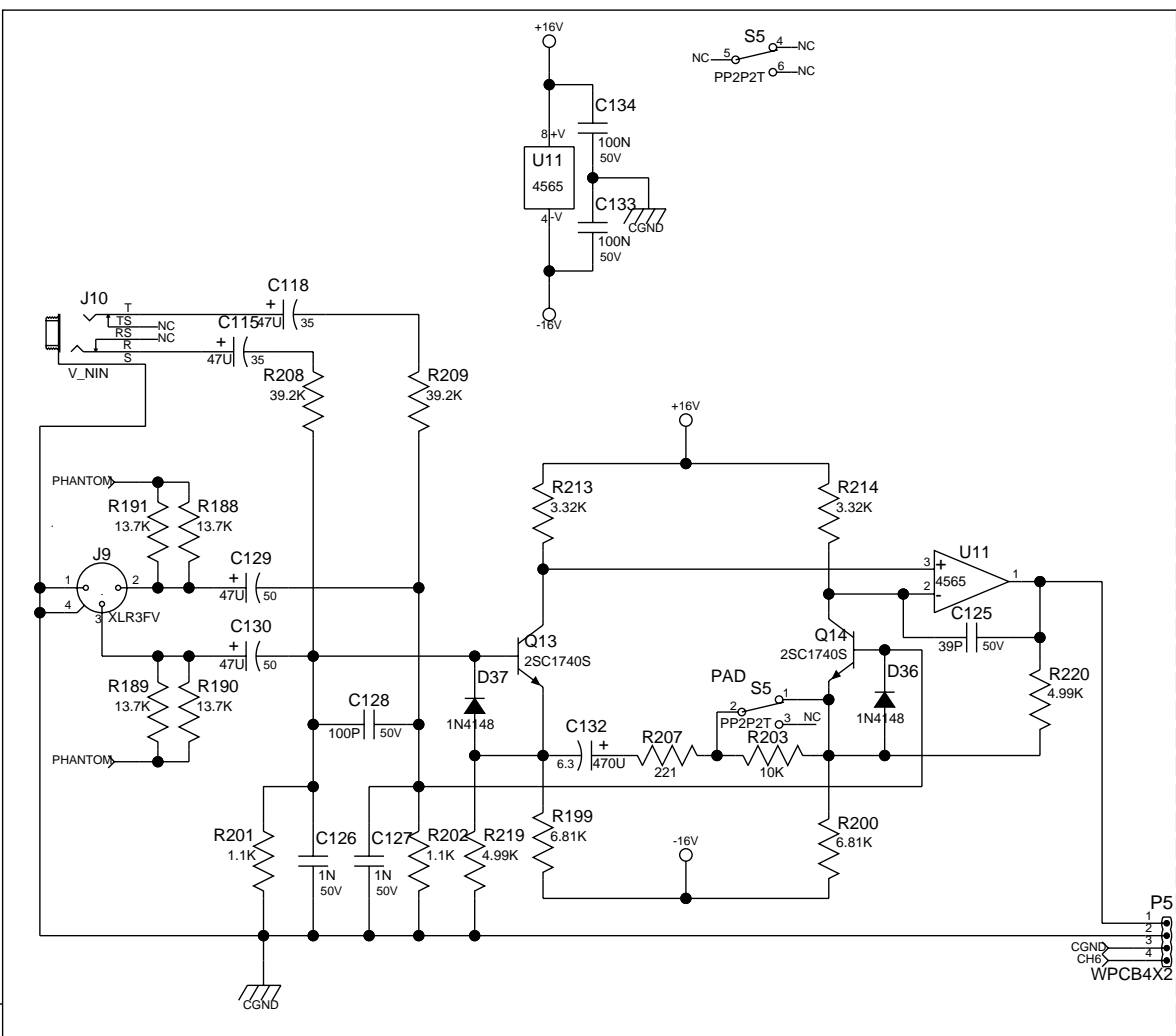 +16V
S5
4
NC
NC
5
PP2P2T
6
NC
C134
8
+V
100N
50V
U11
4565
C133
4
-V
CGND
100N
50V
-16V
C118
J10
T
+
47U
35
TS
NC
RS
NC
C115
R
+
47U
35
S
V_NIN
R208
39.2K
R209
39.2K
+16V
PHANTOM
R191
13.7K
R188
13.7K
R213
3.32K
R214
3.32K
J9
1
2
4
3
XLR3FV
C129
+
47U
50
U11
3
+
4565
2
-
1
C125
39P
50V
C130
+
47U
50
Q13
2SC1740S
Q14
2SC1740S
R189
13.7K
R190
13.7K
D37
1N4148
PAD
S5
1
2
PP2P2T
3
NC
D36
1N4148
R220
4.99K
C128
100P
50V
C132
+
6.3
470U
R207
221
R203
10K
PHANTOM
R201
1.1K
C126
1N
50V
C127
1N
50V
R202
1.1K
R219
4.99K
R199
6.81K
-16V
R200
6.81K
P5
1
2
CGND
3
CH6
4
WPCB4X2
CGND